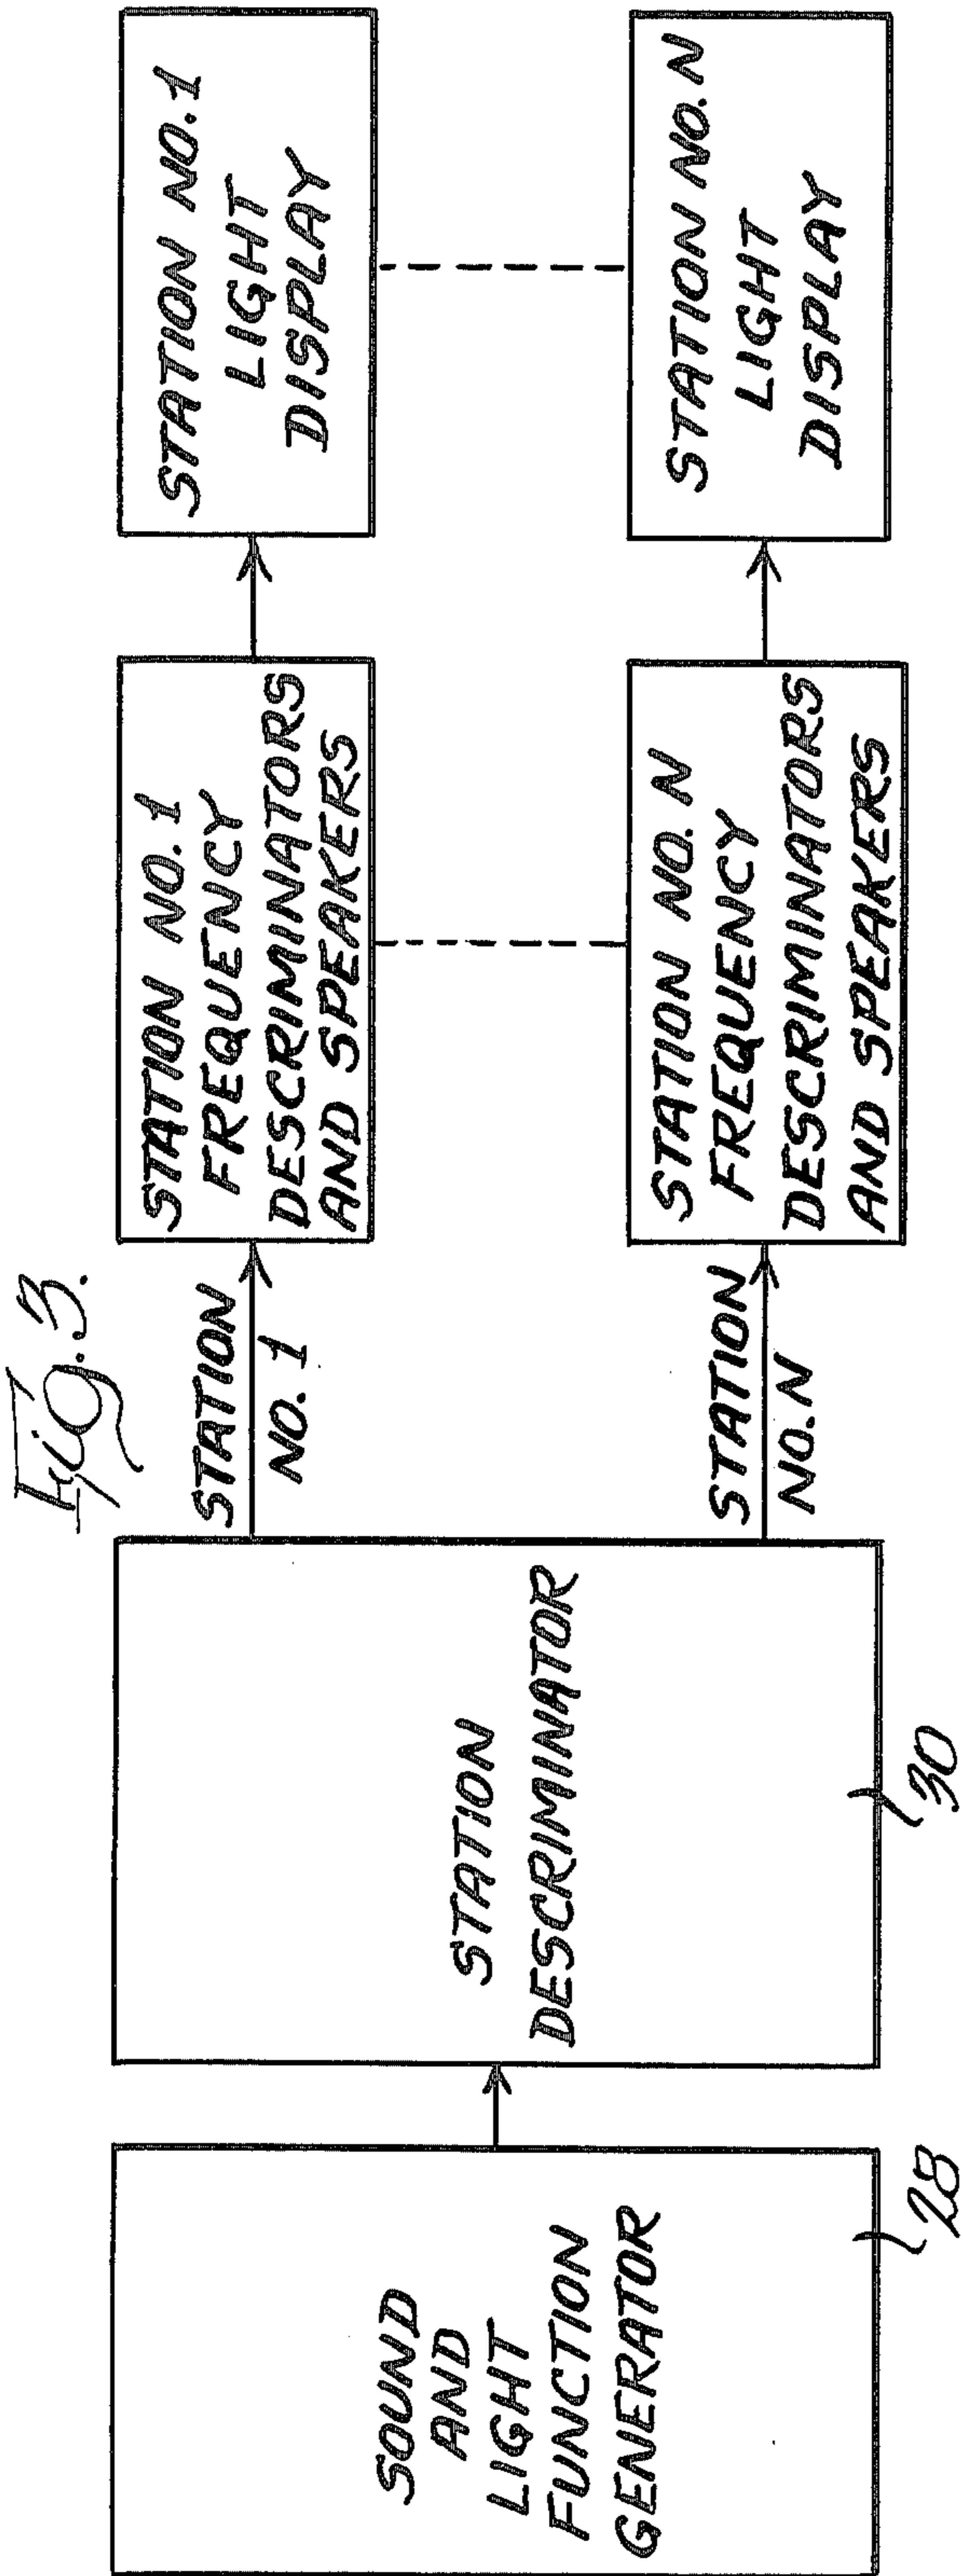 Fig. 3.
SOUND
AND
LIGHT
FUNCTION
GENERATOR
28
STATION
DESCRIMINATOR
30
STATION
NO. 1
STATION NO. 1
FREQUENCY
DESCRIMINATORS
AND SPEAKERS
STATION NO. 1
LIGHT
DISPLAY
STATION
NO. N
STATION NO. N
FREQUENCY
DESCRIMINATORS
AND SPEAKERS
STATION NO. N
LIGHT
DISPLAY